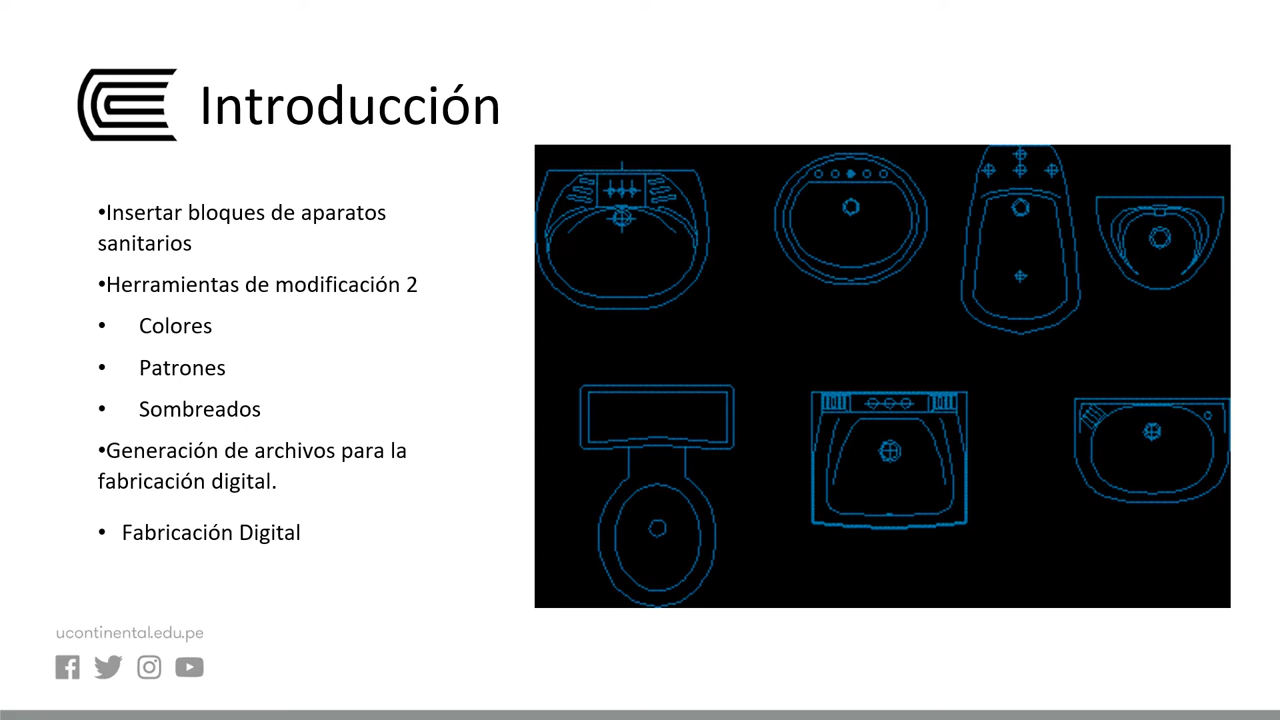 Introducción
•Insertar bloques de aparatos
sanitarios
•Herramientas de modificación 2
• Colores
• Patrones
• Sombreados
•Generación de archivos para la
fabricación digital.
• Fabricación Digital
ucontinental.edu.pe